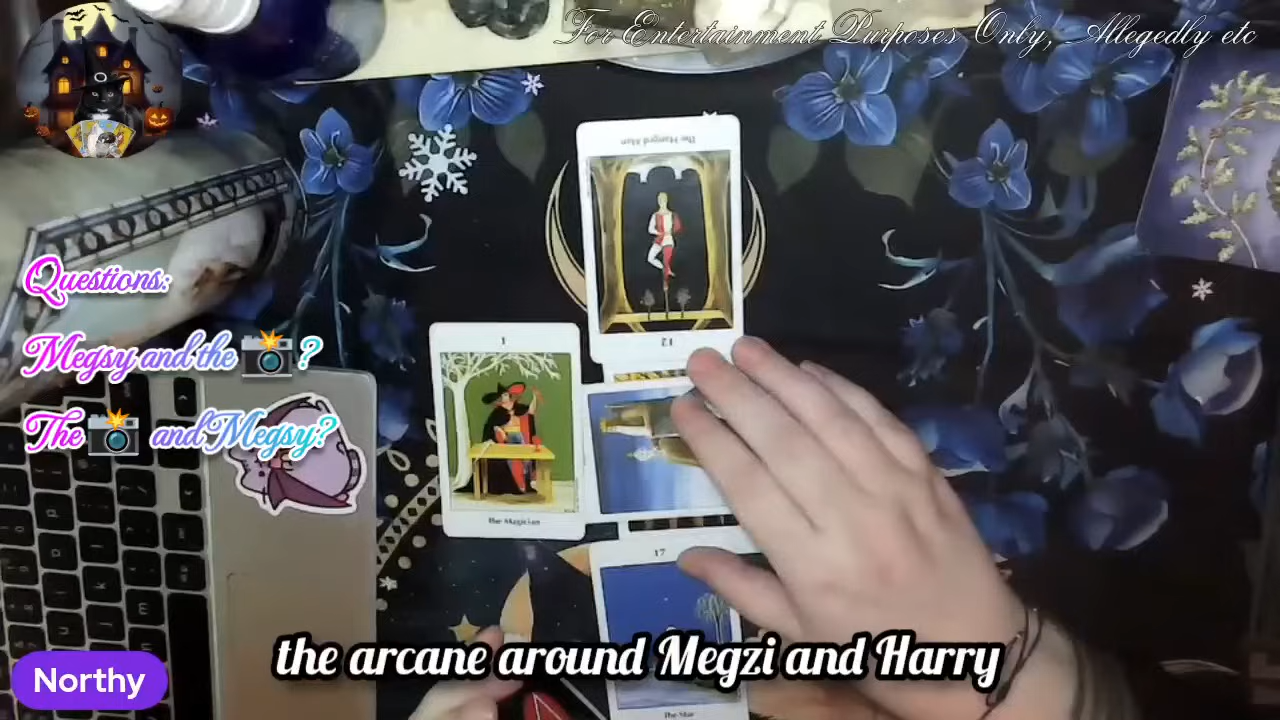 For Entertainment Purposes Only, Allegedly etc
The Hanged Man
12
Questions:
Megsy and the 📸?
The 📸 and Megsy?
1
The Magician
17
The Star
the arcane around Megzi and Harry
Northy